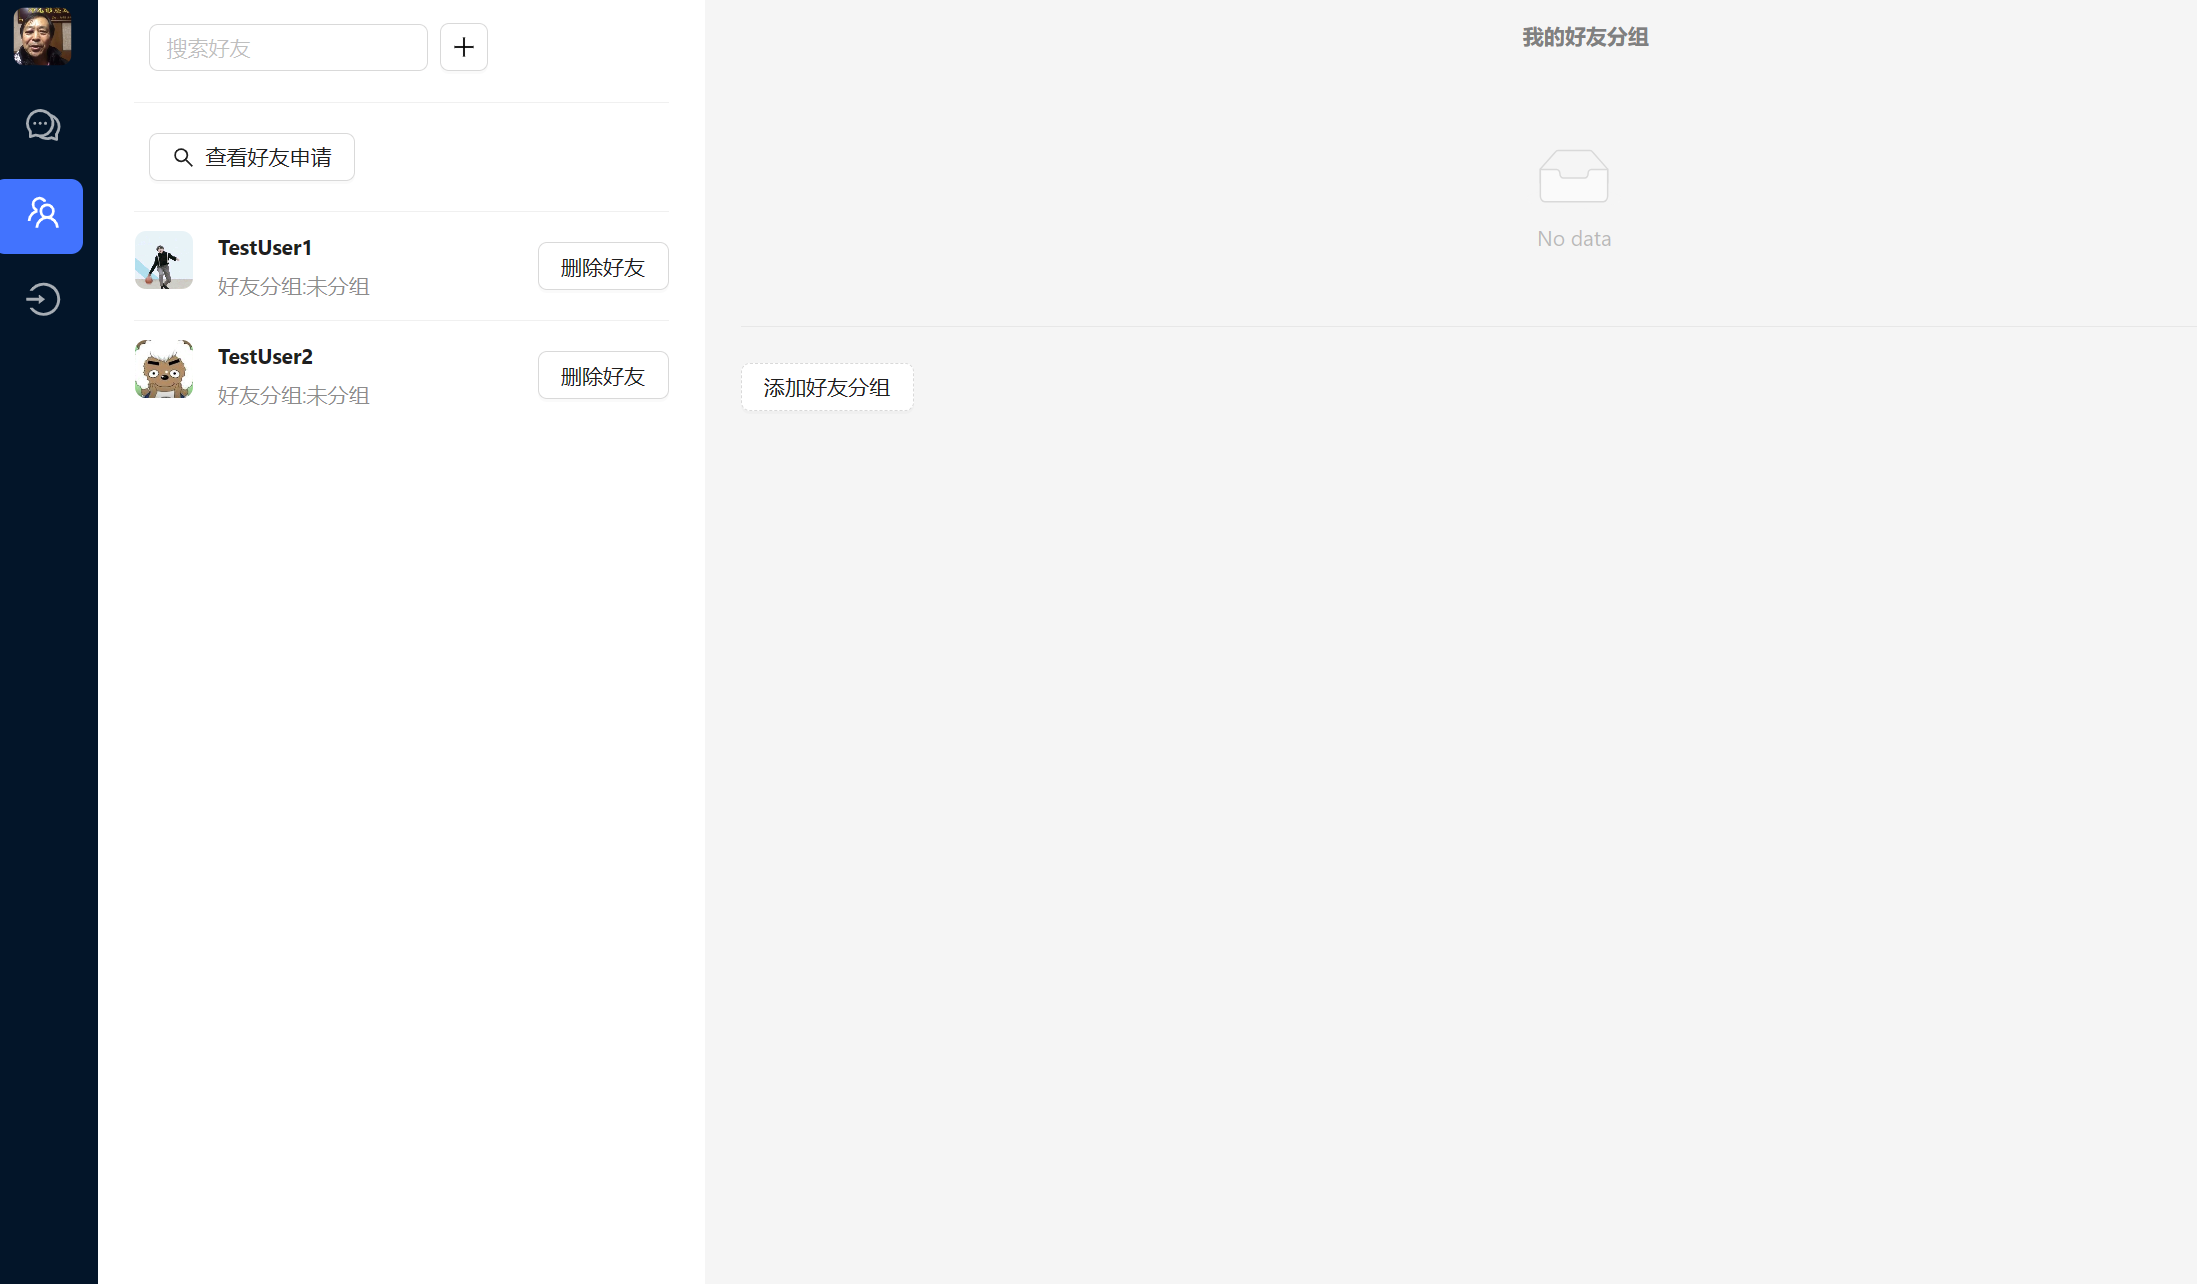 搜索好友
查看好友申请
TestUser1
好友分组:未分组
删除好友
TestUser2
好友分组:未分组
删除好友
我的好友分组
No data
添加好友分组